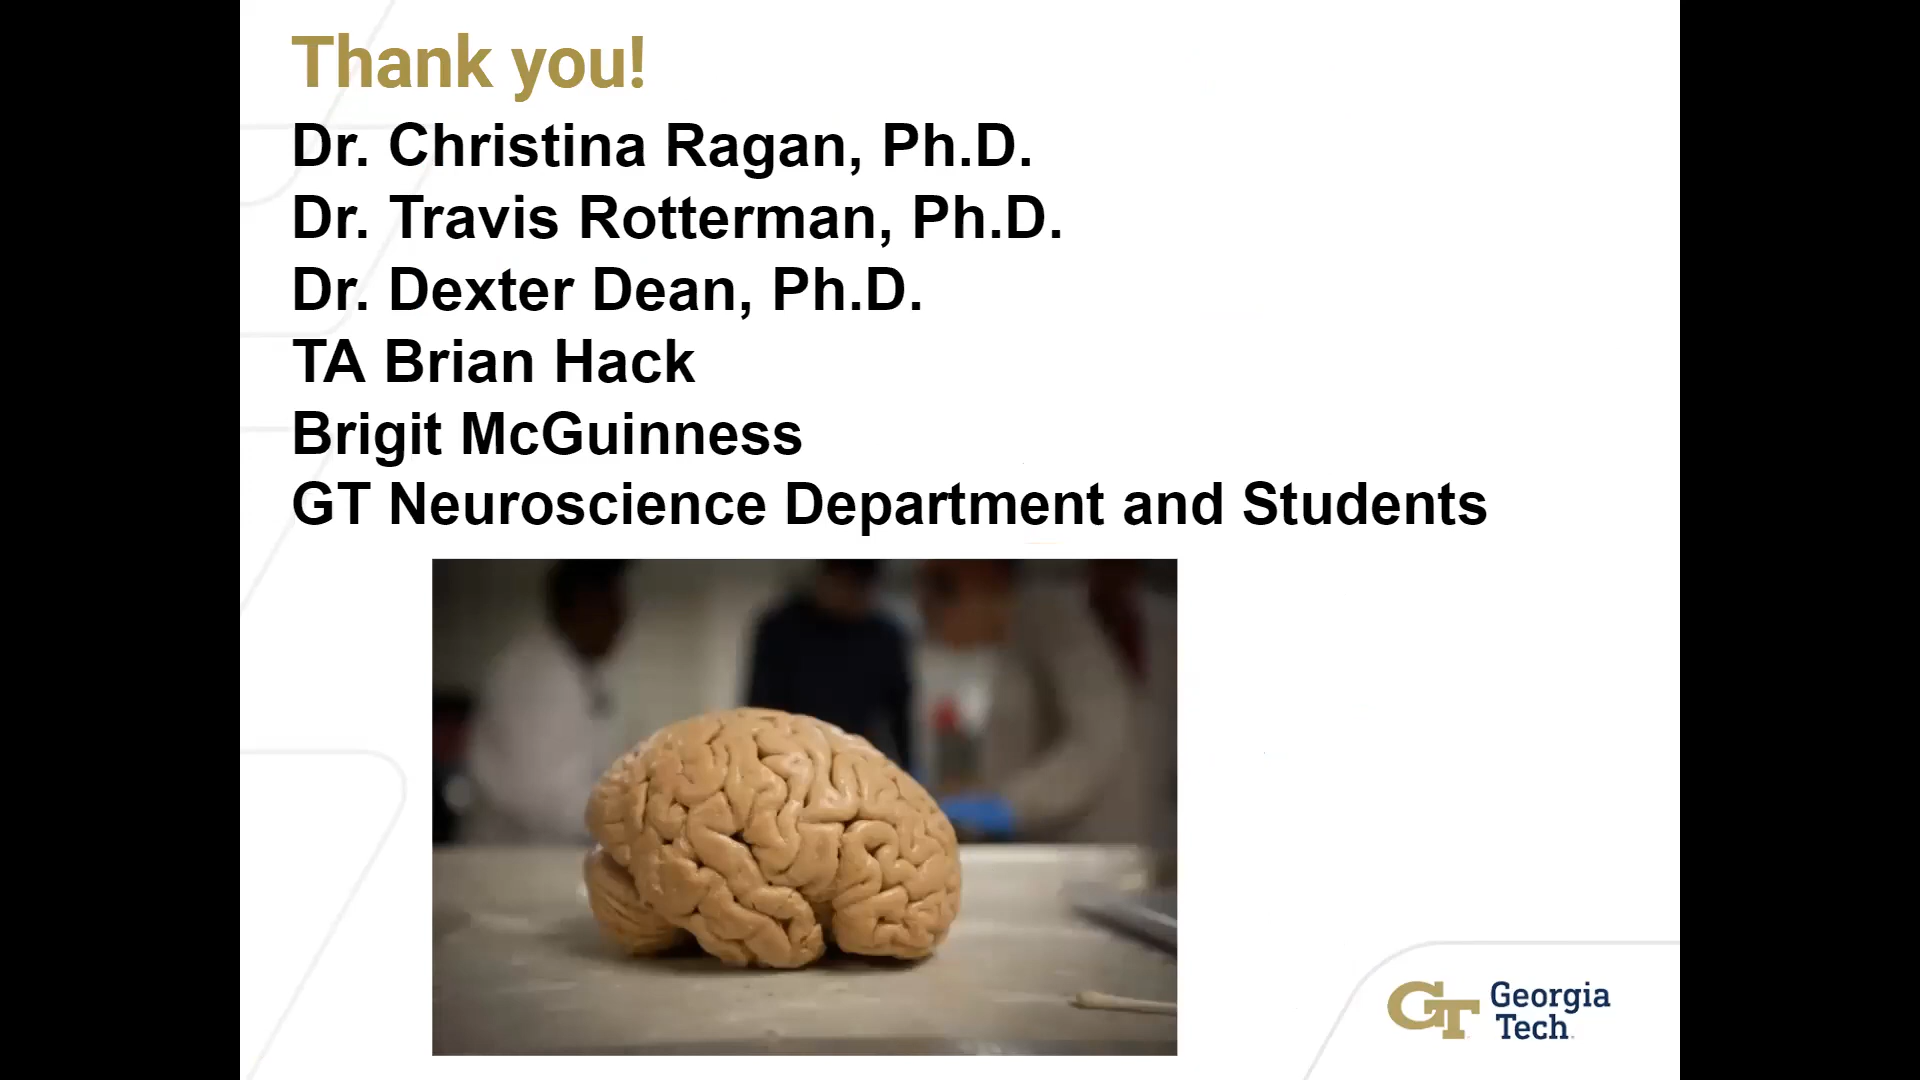 Thank you!
Dr. Christina Ragan, Ph.D.
Dr. Travis Rotterman, Ph.D.
Dr. Dexter Dean, Ph.D.
TA Brian Hack
Brigit McGuinness
GT Neuroscience Department and Students
GT Georgia
Tech